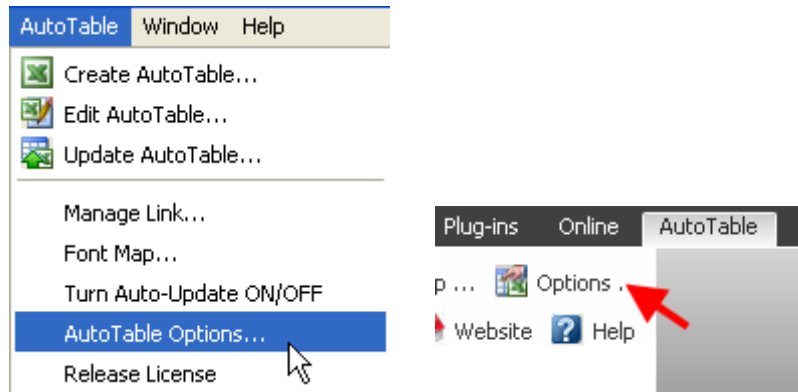 AutoTable Window Help
Create AutoTable...
Edit AutoTable...
Update AutoTable...
Manage Link...
Font Map...
Turn Auto-Update ON/OFF
AutoTable Options...
Release License
Plug-ins Online AutoTable
p ... Options .
Website Help